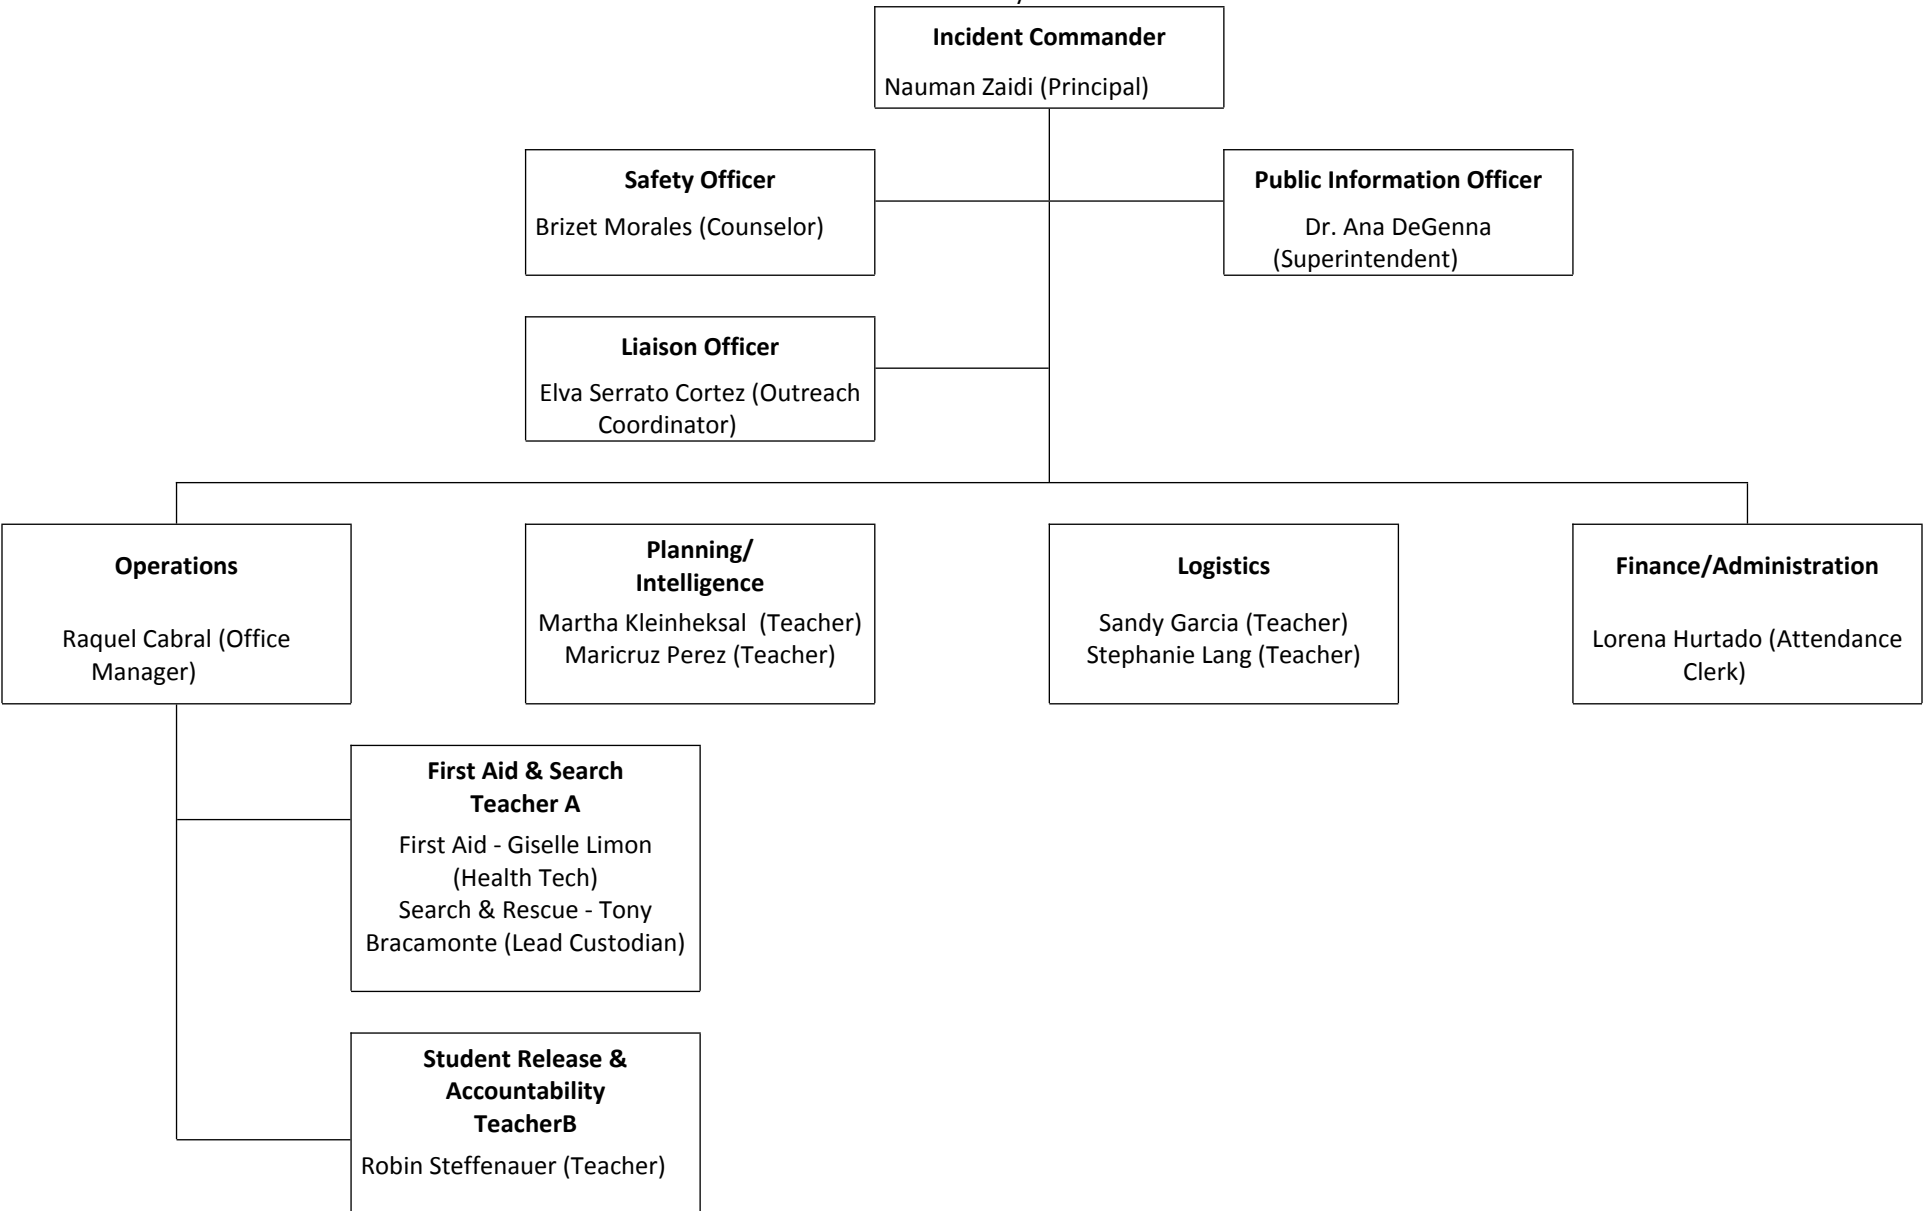 Incident Commander
Nauman Zaidi (Principal)
Safety Officer
Brizet Morales (Counselor)
Public Information Officer
Dr. Ana DeGenna
(Superintendent)
Liaison Officer
Elva Serrato Cortez (Outreach
Coordinator)
Operations
Raquel Cabral (Office
Manager)
Planning/
Intelligence
Martha Kleinheksal (Teacher)
Maricruz Perez (Teacher)
Logistics
Sandy Garcia (Teacher)
Stephanie Lang (Teacher)
Finance/Administration
Lorena Hurtado (Attendance
Clerk)
First Aid & Search
Teacher A
First Aid - Giselle Limon
(Health Tech)
Search & Rescue - Tony
Bracamonte (Lead Custodian)
Student Release &
Accountability
TeacherB
Robin Steffenauer (Teacher)